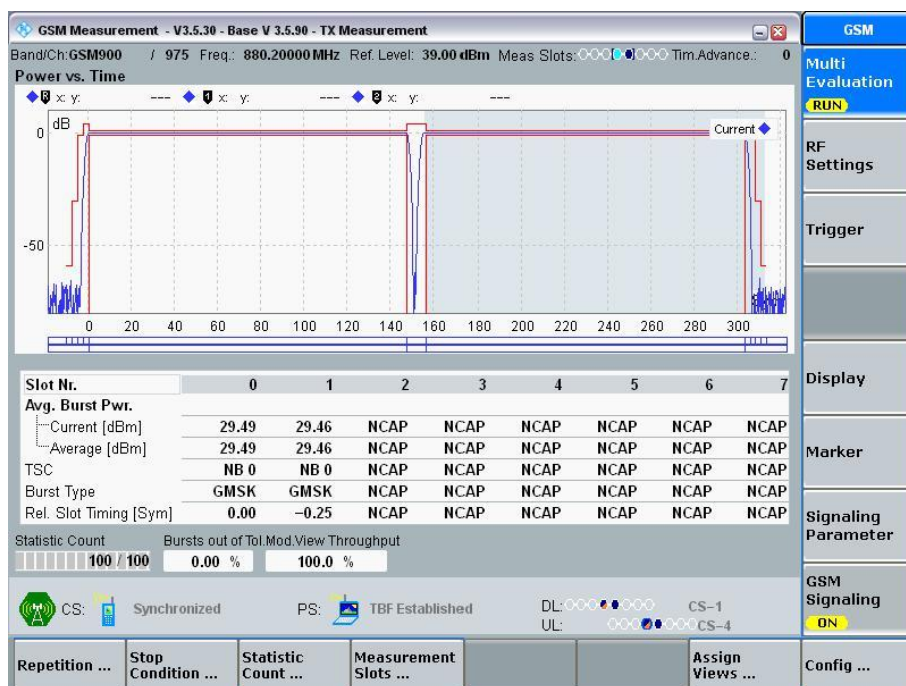 GSM Measurement - V3.5.30 - Base V 3.5.90 - TX Measurement
GSM
Band/Ch:GSM900 / 975 Freq.: 880.20000 MHz Ref. Level: 39.00 dBm Meas Slots: Tim.Advance.: 0
Multi Evaluation
RUN
Power vs. Time
x: y: --- x: y: --- x: y: ---
dB
Current
0
-50
0 20 40 60 80 100 120 140 160 180 200 220 240 260 280 300
RF Settings
Trigger
Display
Marker
Signaling Parameter
GSM Signaling
ON
Slot Nr. 0 1 2 3 4 5 6 7
Avg. Burst Pwr.
Current [dBm] 29.49 29.46 NCAP NCAP NCAP NCAP NCAP NCAP
Average [dBm] 29.49 29.46 NCAP NCAP NCAP NCAP NCAP NCAP
TSC NB 0 NB 0 NCAP NCAP NCAP NCAP NCAP NCAP
Burst Type GMSK GMSK NCAP NCAP NCAP NCAP NCAP NCAP
Rel. Slot Timing [Sym] 0.00 -0.25 NCAP NCAP NCAP NCAP NCAP NCAP
Statistic Count Bursts out of Tol.Mod.View Throughput
100 / 100 0.00 % 100.0 %
CS: Synchronized PS: TBF Established DL: CS-1
UL: CS-4
Repetition ... Stop Condition ... Statistic Count ... Measurement Slots ... Assign Views ... Config ...